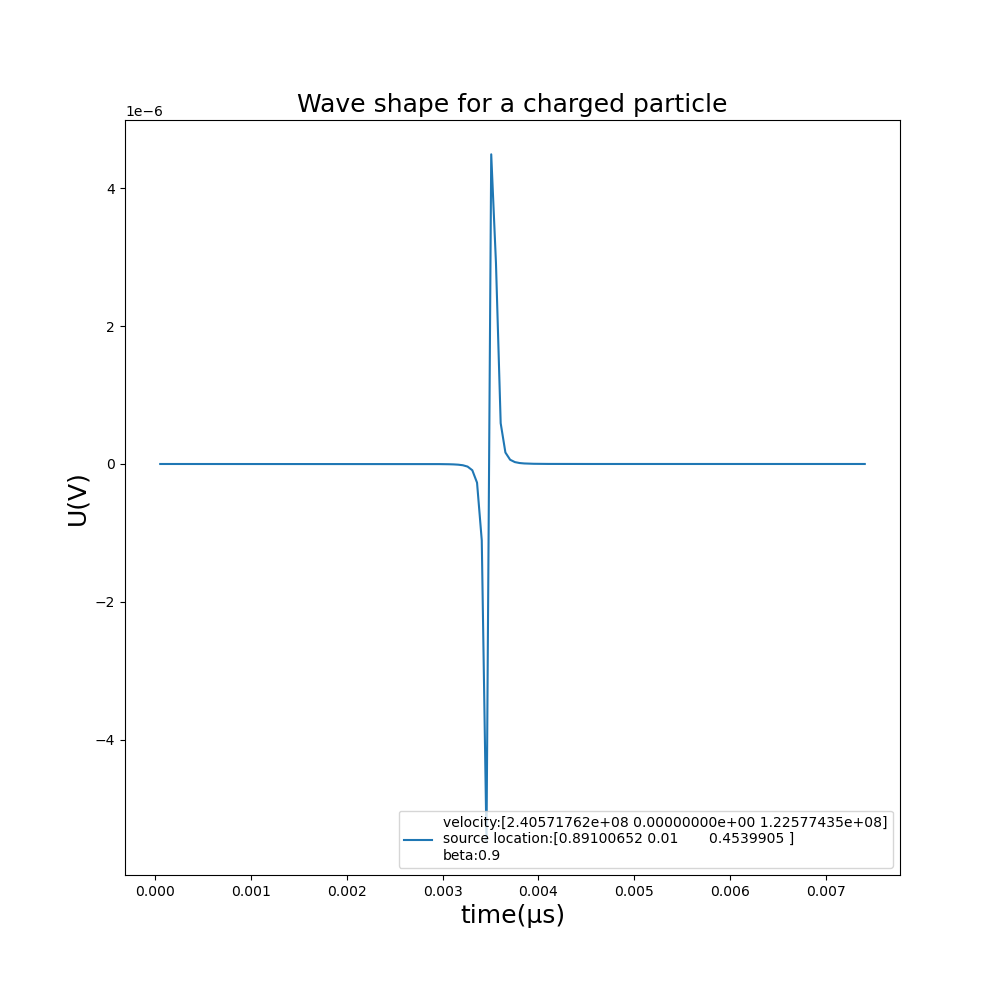 Wave shape for a charged particle
1e−6
4
2
0
−2
−4
U(V)
velocity:[2.40571762e+08 0.00000000e+00 1.22577435e+08]
source location:[0.89100652 0.01       0.4539905 ]
beta:0.9
0.000 0.001 0.002 0.003 0.004 0.005 0.006 0.007
time(µs)